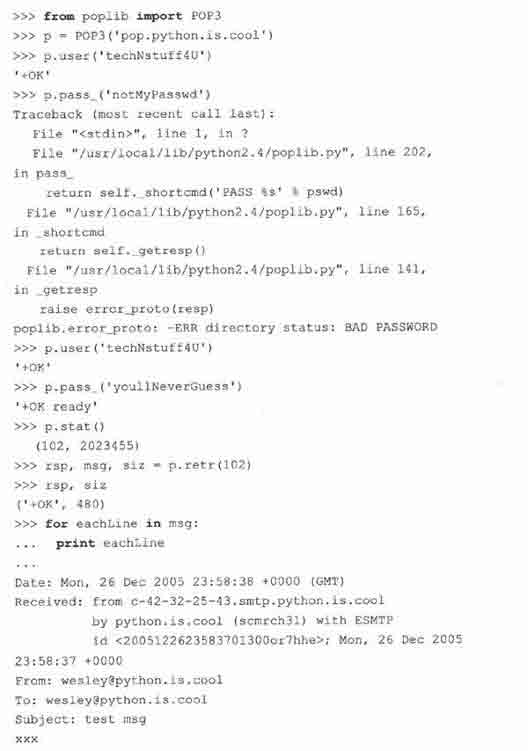 >>> from poplib import POP3
>>> p = POP3('pop.python.is.cool')
>>> p.user('techNstuff4U')
'+OK'
>>> p.pass_('notMyPasswd')
Traceback (most recent call last):
File "<stdin>", line 1, in ?
File "/usr/local/lib/python2.4/poplib.py", line 202,
in pass_
return self._shortcmd('PASS %s' % pswd)
File "/usr/local/lib/python2.4/poplib.py", line 165,
in _shortcmd
return self._getresp()
File "/usr/local/lib/python2.4/poplib.py", line 141,
in _getresp
raise error_proto(resp)
poplib.error_proto: -ERR directory status: BAD PASSWORD
>>> p.user('techNstuff4U')
'+OK'
>>> p.pass_('youllNeverGuess')
'+OK ready'
>>> p.stat()
(102, 2023455)
>>> rsp, msg, siz = p.retr(102)
>>> rsp, siz
('+OK', 480)
>>> for eachLine in msg:
... print eachLine
...
Date: Mon, 26 Dec 2005 23:58:38 +0000 (GMT)
Received: from c-42-32-25-43.smtp.python.is.cool
by python.is.cool (scmrch31) with ESMTP
id <2005122623583701300or7hhe>; Mon, 26 Dec 2005
23:58:37 +0000
From: wesley@python.is.cool
To: wesley@python.is.cool
Subject: test msg
xxx